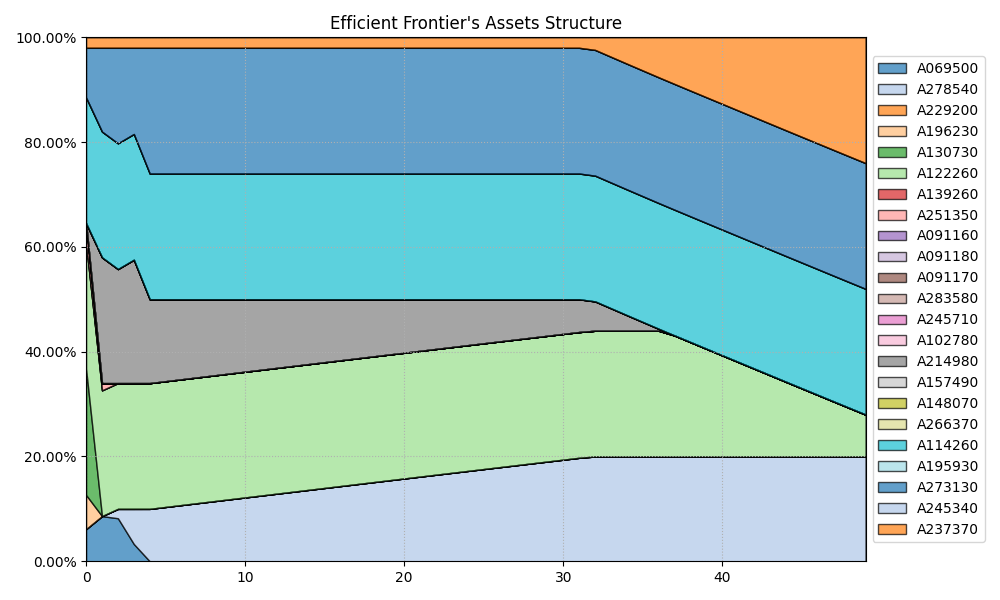 Efficient Frontier's Assets Structure
100.00%
80.00%
60.00%
40.00%
20.00%
0.00%
0
10
20
30
40
A069500
A278540
A229200
A196230
A130730
A122260
A139260
A251350
A091160
A091180
A091170
A283580
A245710
A102780
A214980
A157490
A148070
A266370
A114260
A195930
A273130
A245340
A237370